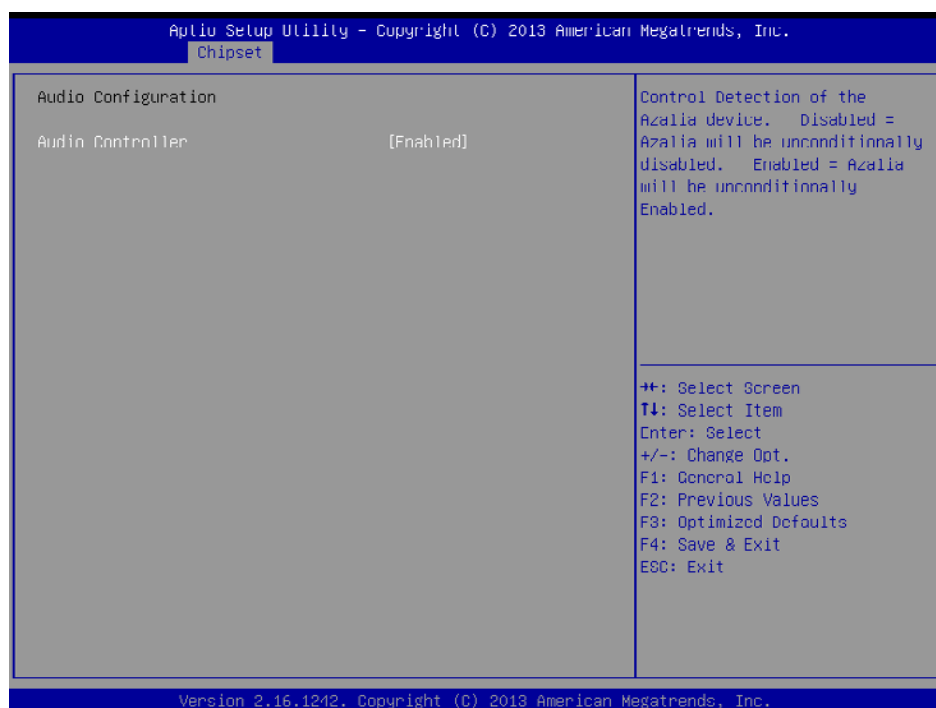 Aptio Setup Utility - Copyright (C) 2013 American Megatrends, Inc.
Chipset
Audio Configuration
Audio Controller [Enabled]
Control Detection of the
Azalia device. Disabled =
Azalia will be unconditionally
disabled. Enabled = Azalia
will be unconditionally
Enabled.
→←: Select Screen
↑↓: Select Item
Enter: Select
+/-: Change Opt.
F1: General Help
F2: Previous Values
F3: Optimized Defaults
F4: Save & Exit
ESC: Exit
Version 2.16.1242. Copyright (C) 2013 American Megatrends, Inc.